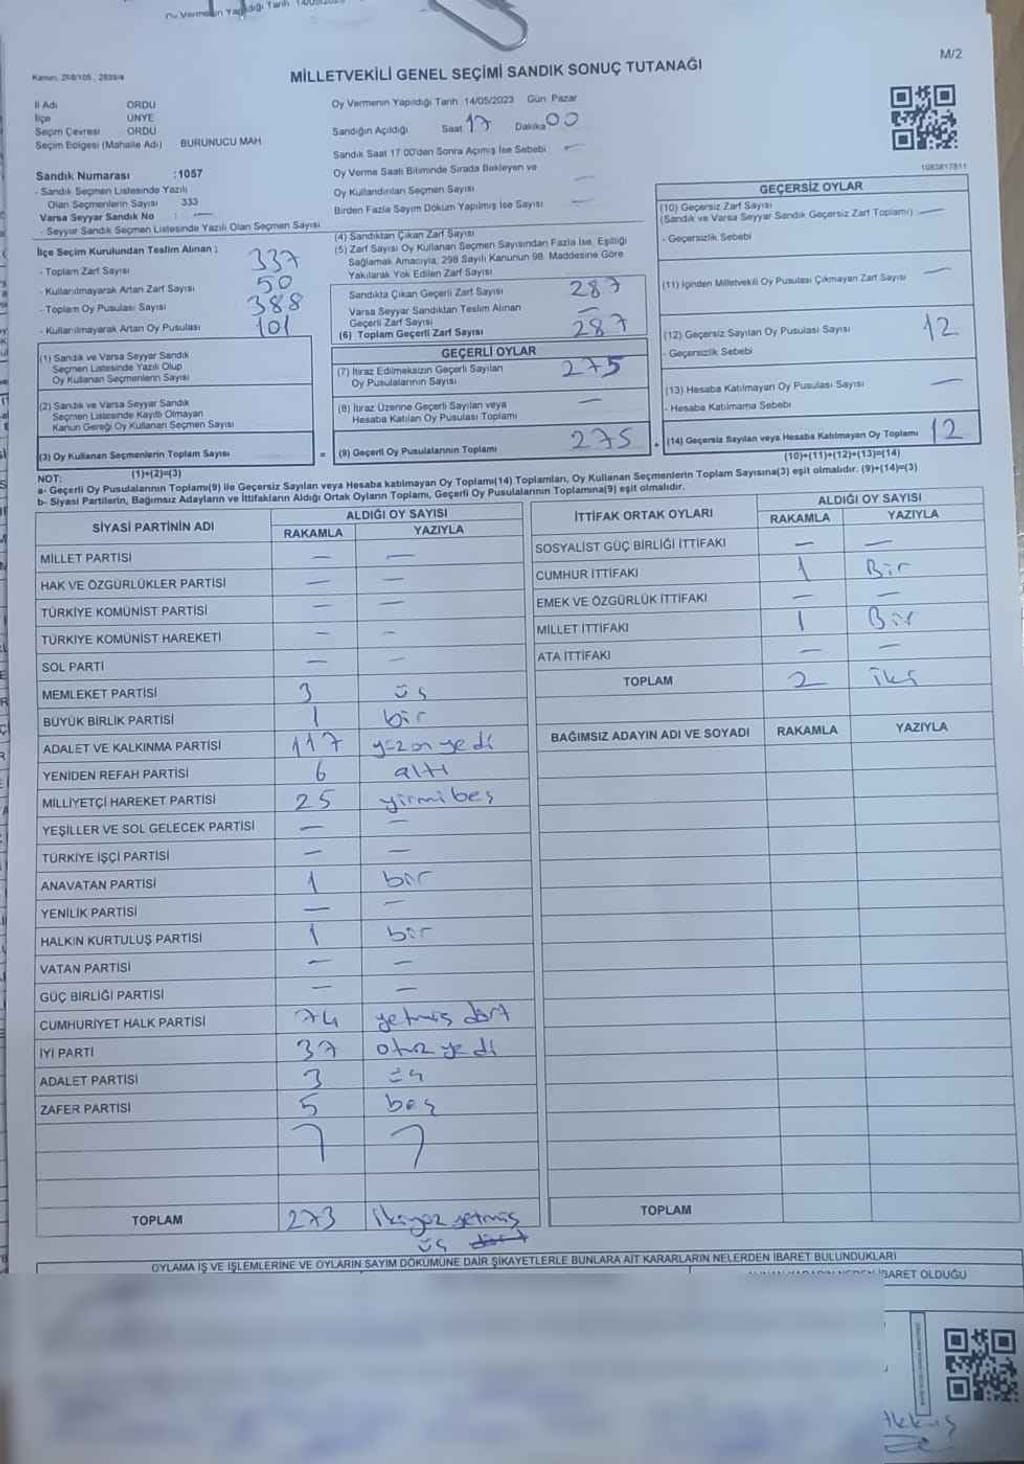 Oy Vermenin Yapıldığı Tarih
M/2
MİLLETVEKİLİ GENEL SEÇİMİ SANDIK SONUÇ TUTANAĞI
İl Adı ORDU
İlçe ÜNYE
Seçim Çevresi ORDU
Seçim Bölgesi (Mahalle Adı) BURUNUCU MAH
Oy Vermenin Yapıldığı Tarih 14/05/2023 Gün Pazar
Sandığın Açıldığı Saat 17 Dakika 00
Sandık Saat 17 00'den Sonra Açılmış İse Sebebi —
Oy Verme Saati Bitiminde Sırada Bekleyen ve
Oy Kullandırılan Seçmen Sayısı —
Birden Fazla Sayım Döküm Yapılmış İse Sayısı —
Sandık Numarası :1057
- Sandık Seçmen Listesinde Yazılı
Olan Seçmenlerin Sayısı 333
Varsa Seyyar Sandık No : —
- Seyyar Sandık Seçmen Listesinde Yazılı Olan Seçmen Sayısı
İlçe Seçim Kurulundan Teslim Alınan ;
- Toplam Zarf Sayısı 337
- Kullanılmayarak Artan Zarf Sayısı 50
- Toplam Oy Pusulası Sayısı 388
- Kullanılmayarak Artan Oy Pusulası 101
(1) Sandık ve Varsa Seyyar Sandık
Seçmen Listesinde Yazılı Olup
Oy Kullanan Seçmenlerin Sayısı
(2) Sandık ve Varsa Seyyar Sandık
Seçmen Listesinde Kayıtlı Olmayan
Kanun Gereği Oy Kullanan Seçmen Sayısı
(3) Oy Kullanan Seçmenlerin Toplam Sayısı
(1)+(2)=(3)
(4) Sandıktan Çıkan Zarf Sayısı
(5) Zarf Sayısı Oy Kullanan Seçmen Sayısından Fazla İse, Eşitliği
Sağlamak Amacıyla, 298 Sayılı Kanunun 98. Maddesine Göre
Yakılarak Yok Edilen Zarf Sayısı
Sandıkta Çıkan Geçerli Zarf Sayısı 287
Varsa Seyyar Sandıktan Teslim Alınan
Geçerli Zarf Sayısı —
(6) Toplam Geçerli Zarf Sayısı 287
GEÇERLİ OYLAR
(7) İtiraz Edilmeksizin Geçerli Sayılan
Oy Pusulalarının Sayısı 275
(8) İtiraz Üzerine Geçerli Sayılan veya
Hesaba Katılan Oy Pusulası Toplamı —
= (9) Geçerli Oy Pusulalarının Toplamı 275 +
GEÇERSİZ OYLAR
(10) Geçersiz Zarf Sayısı
(Sandık ve Varsa Seyyar Sandık Geçersiz Zarf Toplamı) —
- Geçersizlik Sebebi
(11) İçinden Milletvekili Oy Pusulası Çıkmayan Zarf Sayısı —
(12) Geçersiz Sayılan Oy Pusulası Sayısı 12
- Geçersizlik Sebebi
(13) Hesaba Katılmayan Oy Pusulası Sayısı —
- Hesaba Katılmama Sebebi
(14) Geçersiz Sayılan veya Hesaba Katılmayan Oy Toplamı 12
(10)+(11)+(12)+(13)=(14)
NOT:
a- Geçerli Oy Pusulalarının Toplamı(9) ile Geçersiz Sayılan veya Hesaba katılmayan Oy Toplamı(14) Toplamları, Oy Kullanan Seçmenlerin Toplam Sayısına(3) eşit olmalıdır. (9)+(14)=(3)
b- Siyasi Partilerin, Bağımsız Adayların ve İttifakların Aldığı Ortak Oyların Toplamı, Geçerli Oy Pusulalarının Toplamına(9) eşit olmalıdır.
SİYASİ PARTİNİN ADI ALDIĞI OY SAYISI
RAKAMLA YAZIYLA
MİLLET PARTİSİ — —
HAK VE ÖZGÜRLÜKLER PARTİSİ — —
TÜRKİYE KOMÜNİST PARTİSİ — —
TÜRKİYE KOMÜNİST HAREKETİ — —
SOL PARTİ — —
MEMLEKET PARTİSİ 3 üç
BÜYÜK BİRLİK PARTİSİ 1 bir
ADALET VE KALKINMA PARTİSİ 117 yüzonyedi
YENİDEN REFAH PARTİSİ 6 altı
MİLLİYETÇİ HAREKET PARTİSİ 25 yirmibeş
YEŞİLLER VE SOL GELECEK PARTİSİ — —
TÜRKİYE İŞÇİ PARTİSİ — —
ANAVATAN PARTİSİ 1 bir
YENİLİK PARTİSİ — —
HALKIN KURTULUŞ PARTİSİ 1 bir
VATAN PARTİSİ — —
GÜÇ BİRLİĞİ PARTİSİ — —
CUMHURİYET HALK PARTİSİ 74 yetmiş dört
İYİ PARTİ 37 otuz yedi
ADALET PARTİSİ 3 üç
ZAFER PARTİSİ 5 beş
TOPLAM 273 ikiyüz yetmiş
üç dört
İTTİFAK ORTAK OYLARI ALDIĞI OY SAYISI
RAKAMLA YAZIYLA
SOSYALİST GÜÇ BİRLİĞİ İTTİFAKI — —
CUMHUR İTTİFAKI 1 Bir
EMEK VE ÖZGÜRLÜK İTTİFAKI — —
MİLLET İTTİFAKI 1 Bir
ATA İTTİFAKI — —
TOPLAM 2 iki
BAĞIMSIZ ADAYIN ADI VE SOYADI RAKAMLA YAZIYLA
TOPLAM
OYLAMA İŞ VE İŞLEMLERİNE VE OYLARIN SAYIM DÖKÜMÜNE DAİR ŞİKAYETLERLE BUNLARA AİT KARARLARIN NELERDEN İBARET BULUNDUKLARI
İBARET OLDUĞU